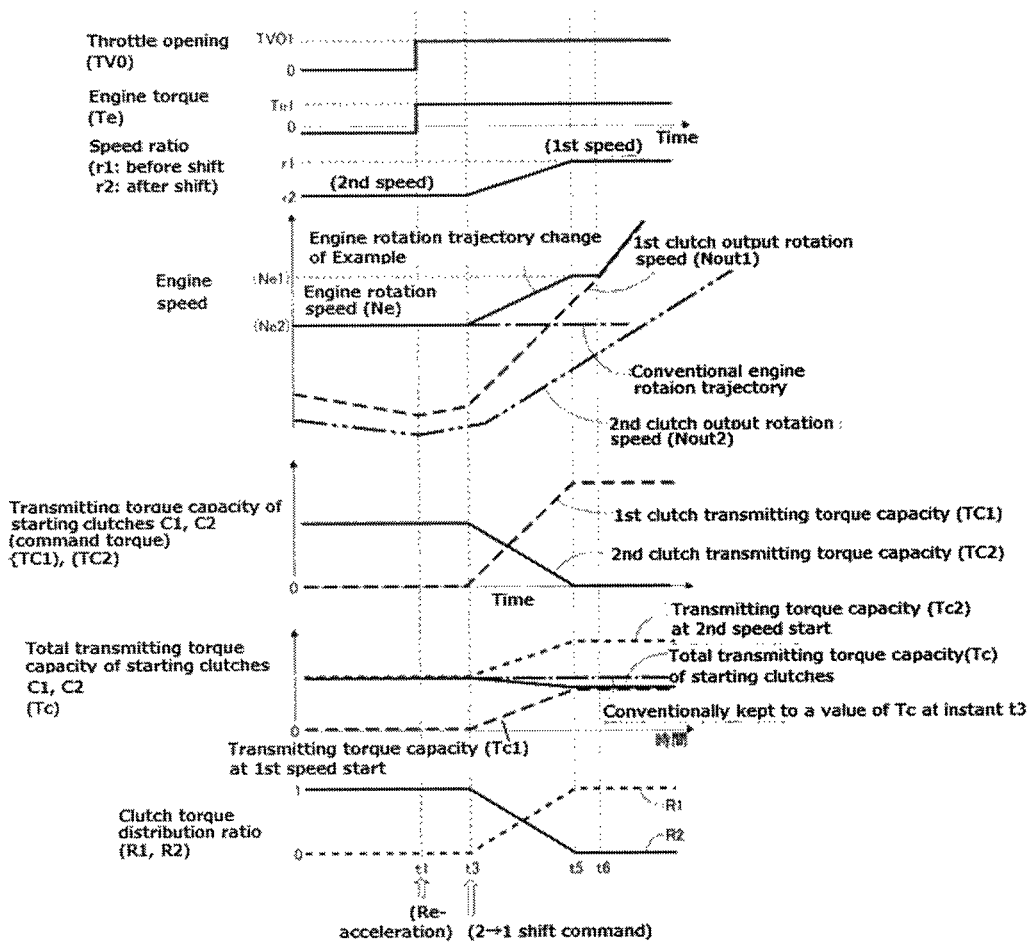 Throttle opening
(TV0)
TVO1
0
Engine torque
(Te)
Te1
0
Time
Speed ratio
(r1: before shift
r2: after shift)
r1
r2
(2nd speed)
(1st speed)
Engine
speed
(Ne1)
(Ne2)
Engine rotation trajectory change
of Example
Engine rotation
speed (Ne)
1st clutch output rotation
speed (Nout1)
Conventional engine
rotaion trajectory
2nd clutch output rotation
speed (Nout2)
Transmitting torque capacity of
starting clutches C1, C2
(command torque)
{TC1), (TC2)
0
1st clutch transmitting torque capacity (TC1)
2nd clutch transmitting torque capacity (TC2)
Time
Total transmitting torque
capacity of starting clutches
C1, C2
(Tc)
0
Transmitting torque capacity (Tc2)
at 2nd speed start
Total transmitting torque capacity(Tc)
of starting clutches
Conventionally kept to a value of Tc at instant t3
時間
Transmitting torque capacity (Tc1)
at 1st speed start
Clutch torque
distribution ratio
(R1, R2)
1
0
R1
R2
t1
t3
t5
t6
(Re-
acceleration)
(2→1 shift command)